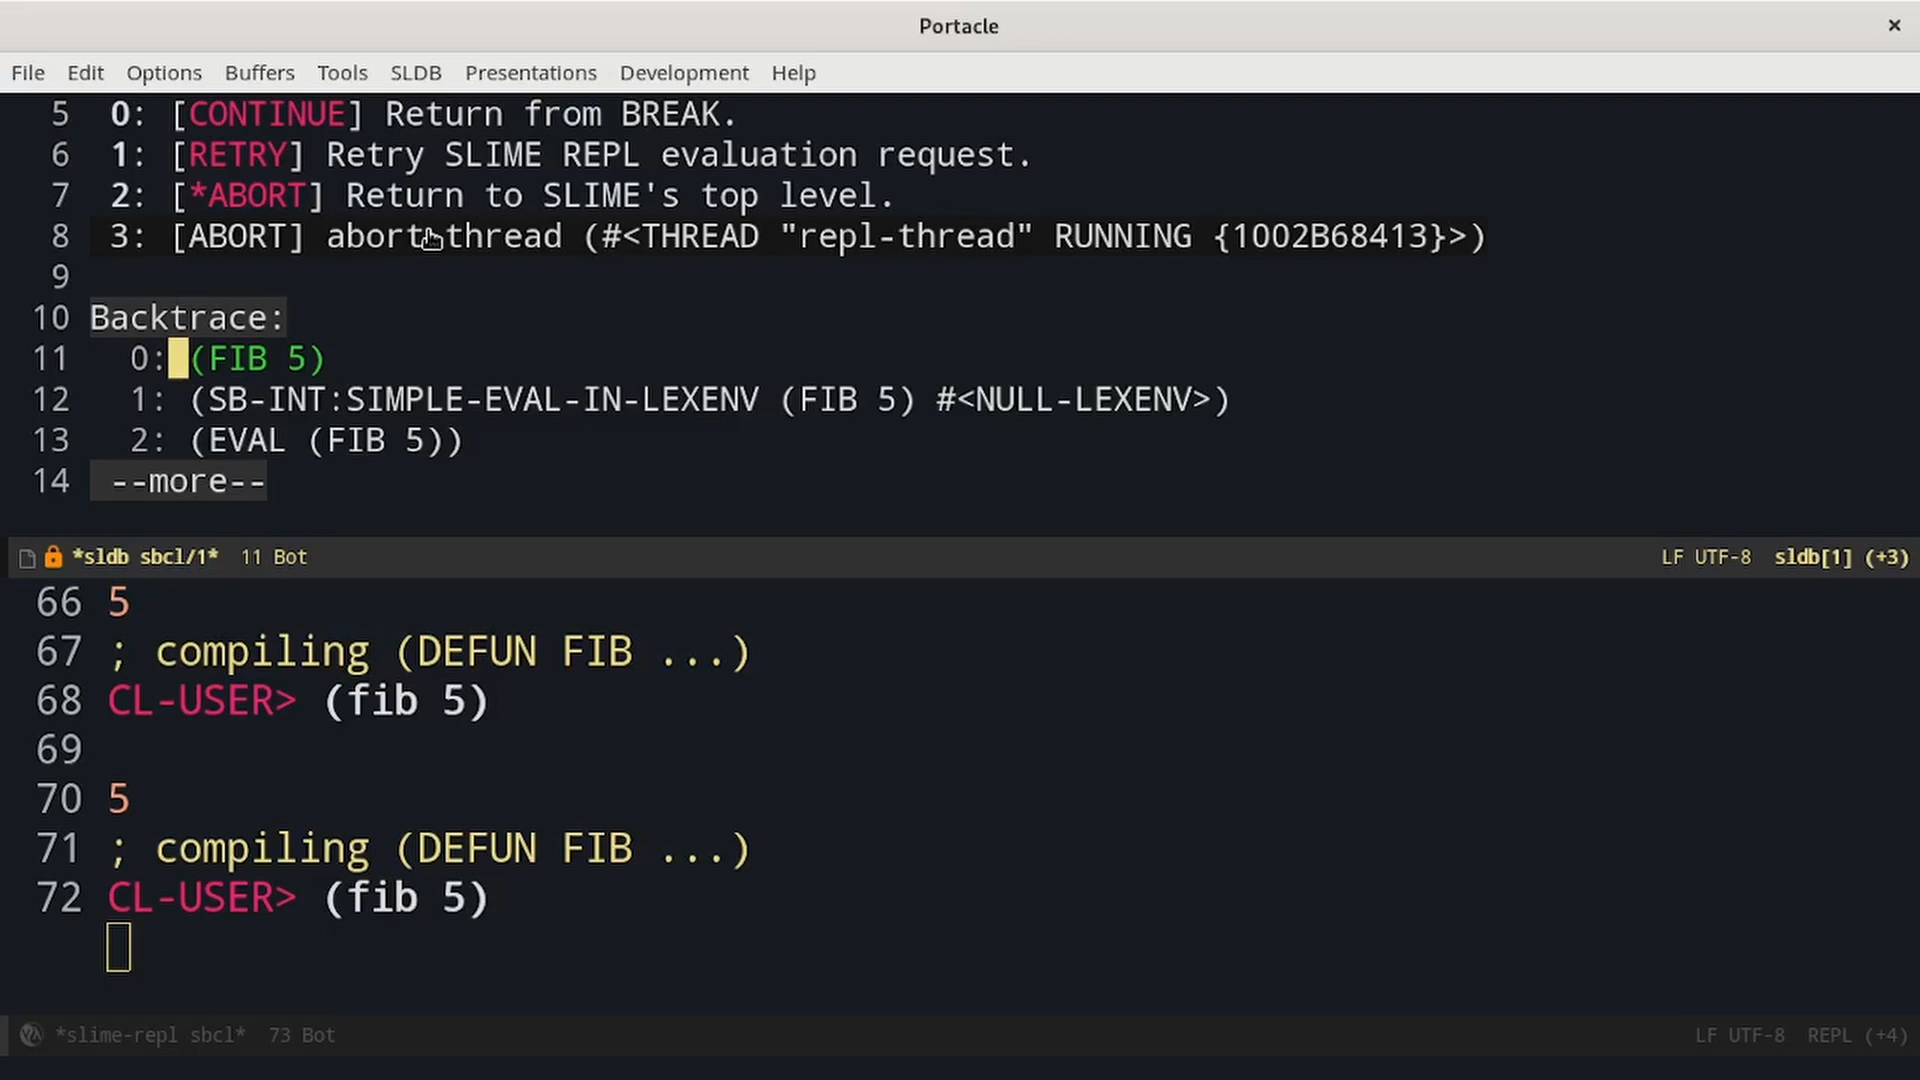 Portacle
File Edit Options Buffers Tools SLDB Presentations Development Help
5 0: [CONTINUE] Return from BREAK.
6 1: [RETRY] Retry SLIME REPL evaluation request.
7 2: [*ABORT] Return to SLIME's top level.
8 3: [ABORT] abort thread (#<THREAD "repl-thread" RUNNING {1002B68413}>)
9
10 Backtrace:
11 0: (FIB 5)
12 1: (SB-INT:SIMPLE-EVAL-IN-LEXENV (FIB 5) #<NULL-LEXENV>)
13 2: (EVAL (FIB 5))
14 --more--
*sldb sbcl/1* 11 Bot LF UTF-8 sldb[1] (+3)
66 5
67 ; compiling (DEFUN FIB ...)
68 CL-USER> (fib 5)
69
70 5
71 ; compiling (DEFUN FIB ...)
72 CL-USER> (fib 5)
*slime-repl sbcl* 73 Bot LF UTF-8 REPL (+4)